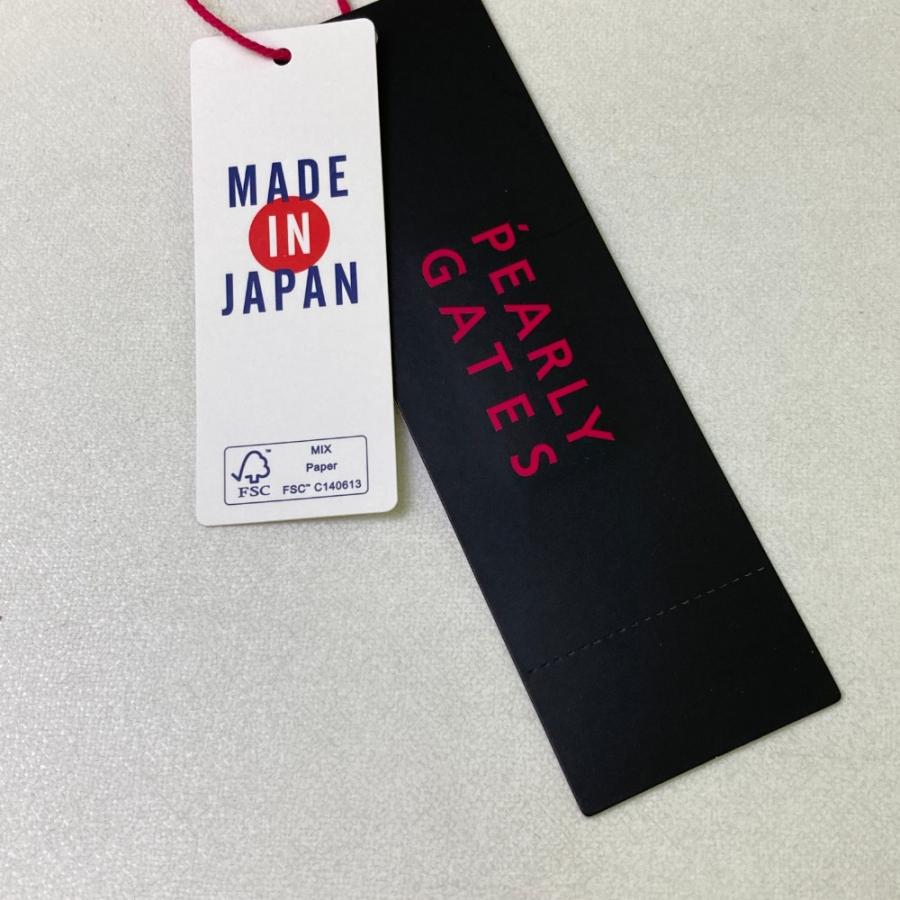 MADE
IN
JAPAN
MIX
Paper
FSC™ C140613
FSC
PEARLY
GATES